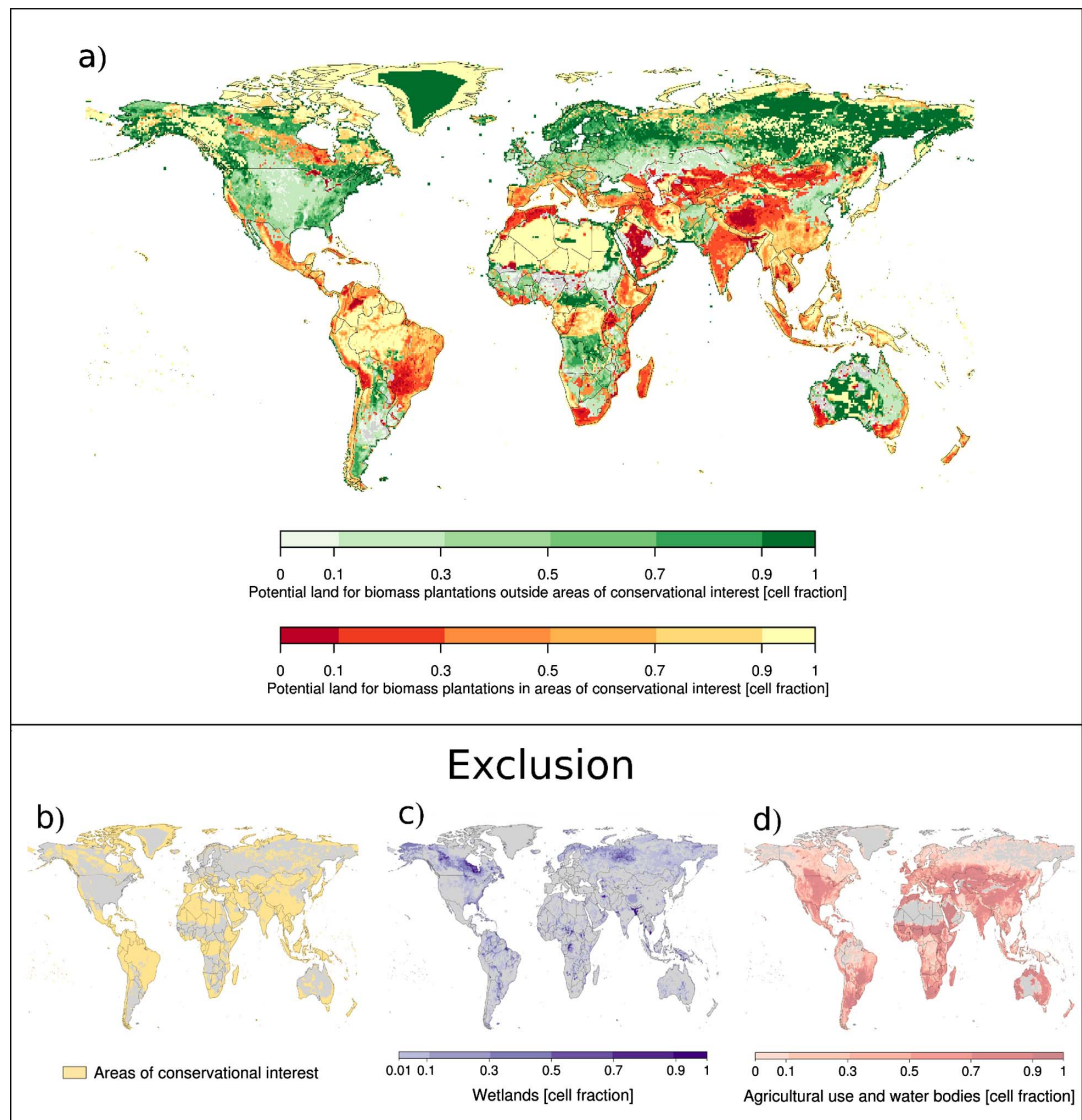 a)
0 0.1 0.3 0.5 0.7 0.9 1
Potential land for biomass plantations outside areas of conservational interest [cell fraction]
0 0.1 0.3 0.5 0.7 0.9 1
Potential land for biomass plantations in areas of conservational interest [cell fraction]
Exclusion
b)
Areas of conservational interest
c)
0.01 0.1 0.3 0.5 0.7 0.9 1
Wetlands [cell fraction]
d)
0 0.1 0.3 0.5 0.7 0.9 1
Agricultural use and water bodies [cell fraction]